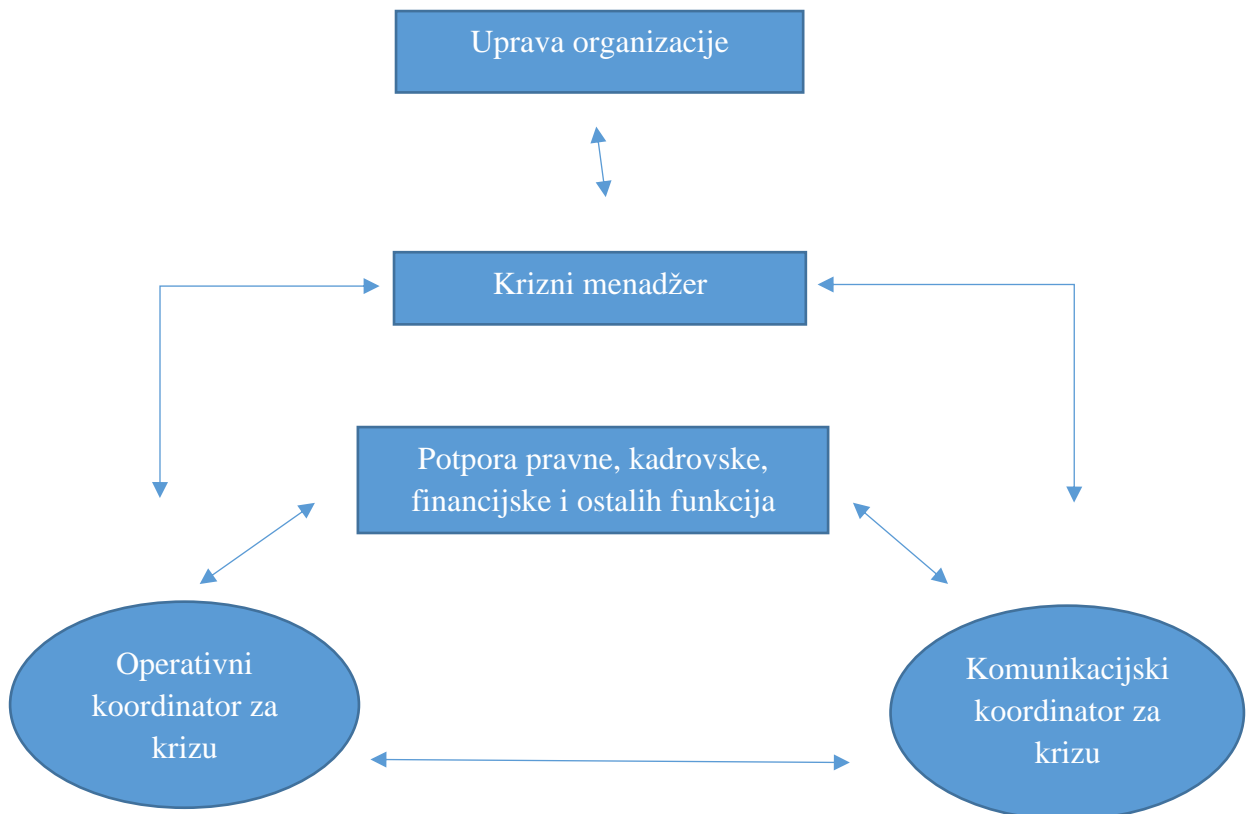 Uprava organizacije
Krizni menadžer
Potpora pravne, kadrovske,
financijske i ostalih funkcija
Operativni
koordinator za
krizu
Komunikacijski
koordinator za
krizu